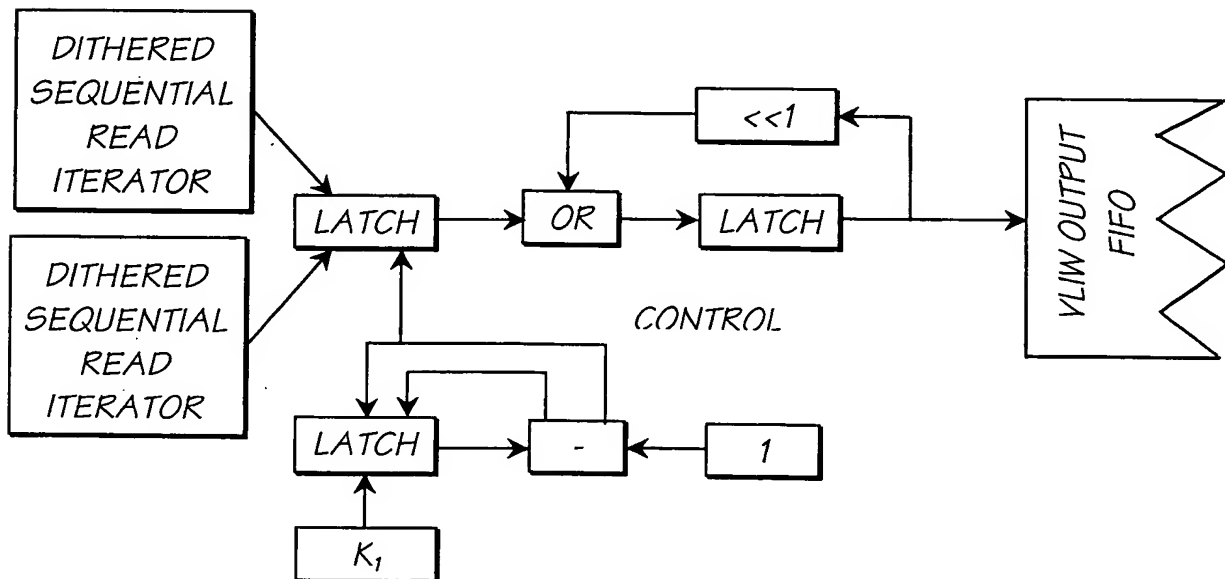 DITHERED
SEQUENTIAL
READ
ITERATOR
DITHERED
SEQUENTIAL
READ
ITERATOR
LATCH
<<1
OR
LATCH
VLIW OUTPUT
FIFO
CONTROL
LATCH
-
1
K₁